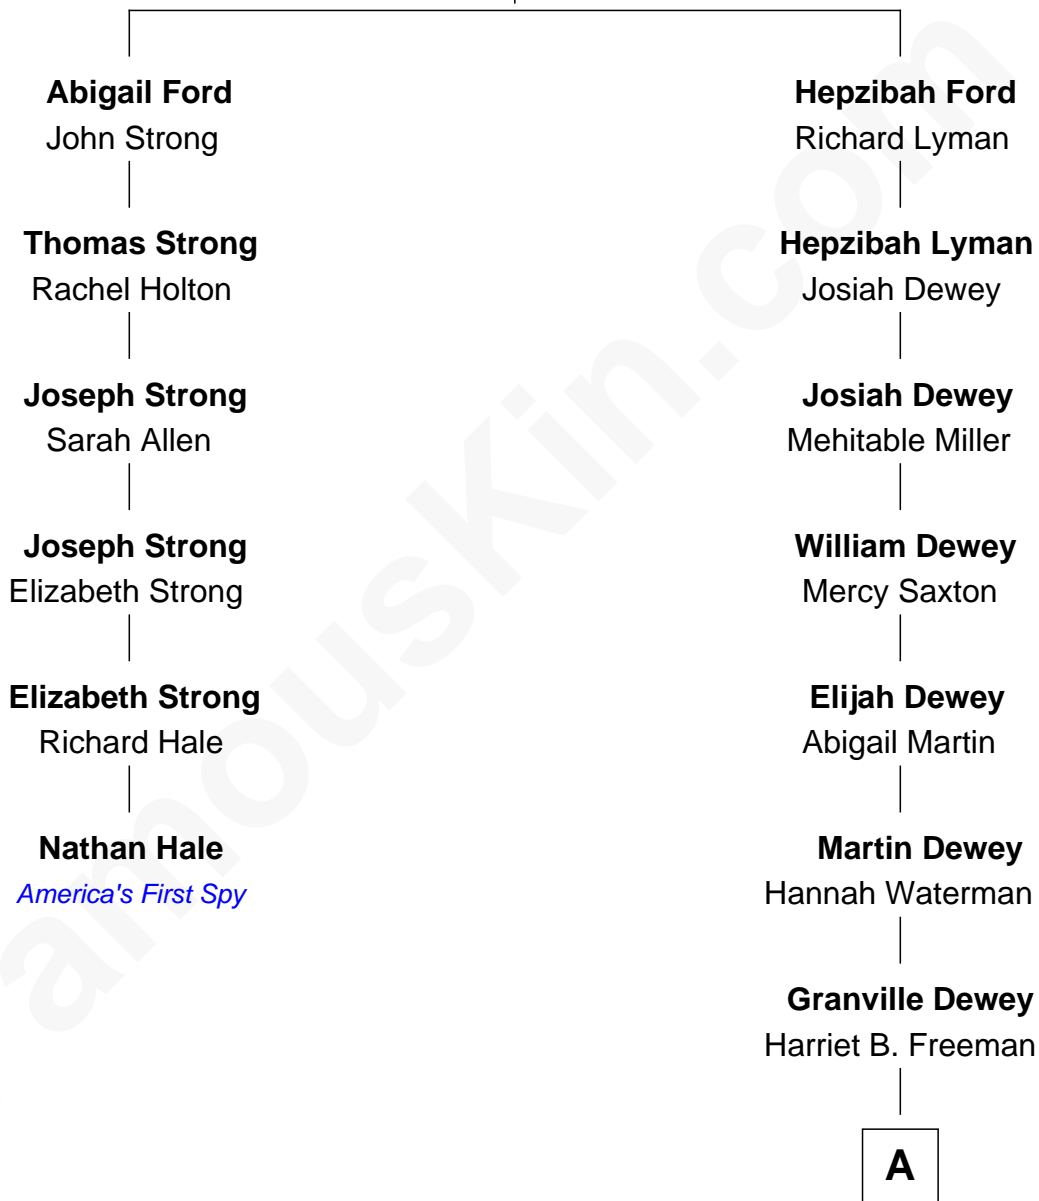 Abigail Ford
John Strong
Hepzibah Ford
Richard Lyman
Thomas Strong
Rachel Holton
Hepzibah Lyman
Josiah Dewey
Joseph Strong
Sarah Allen
Josiah Dewey
Mehitable Miller
Joseph Strong
Elizabeth Strong
William Dewey
Mercy Saxton
Elizabeth Strong
Richard Hale
Elijah Dewey
Abigail Martin
Nathan Hale
America's First Spy
Martin Dewey
Hannah Waterman
Granville Dewey
Harriet B. Freeman
A
amouskin.com